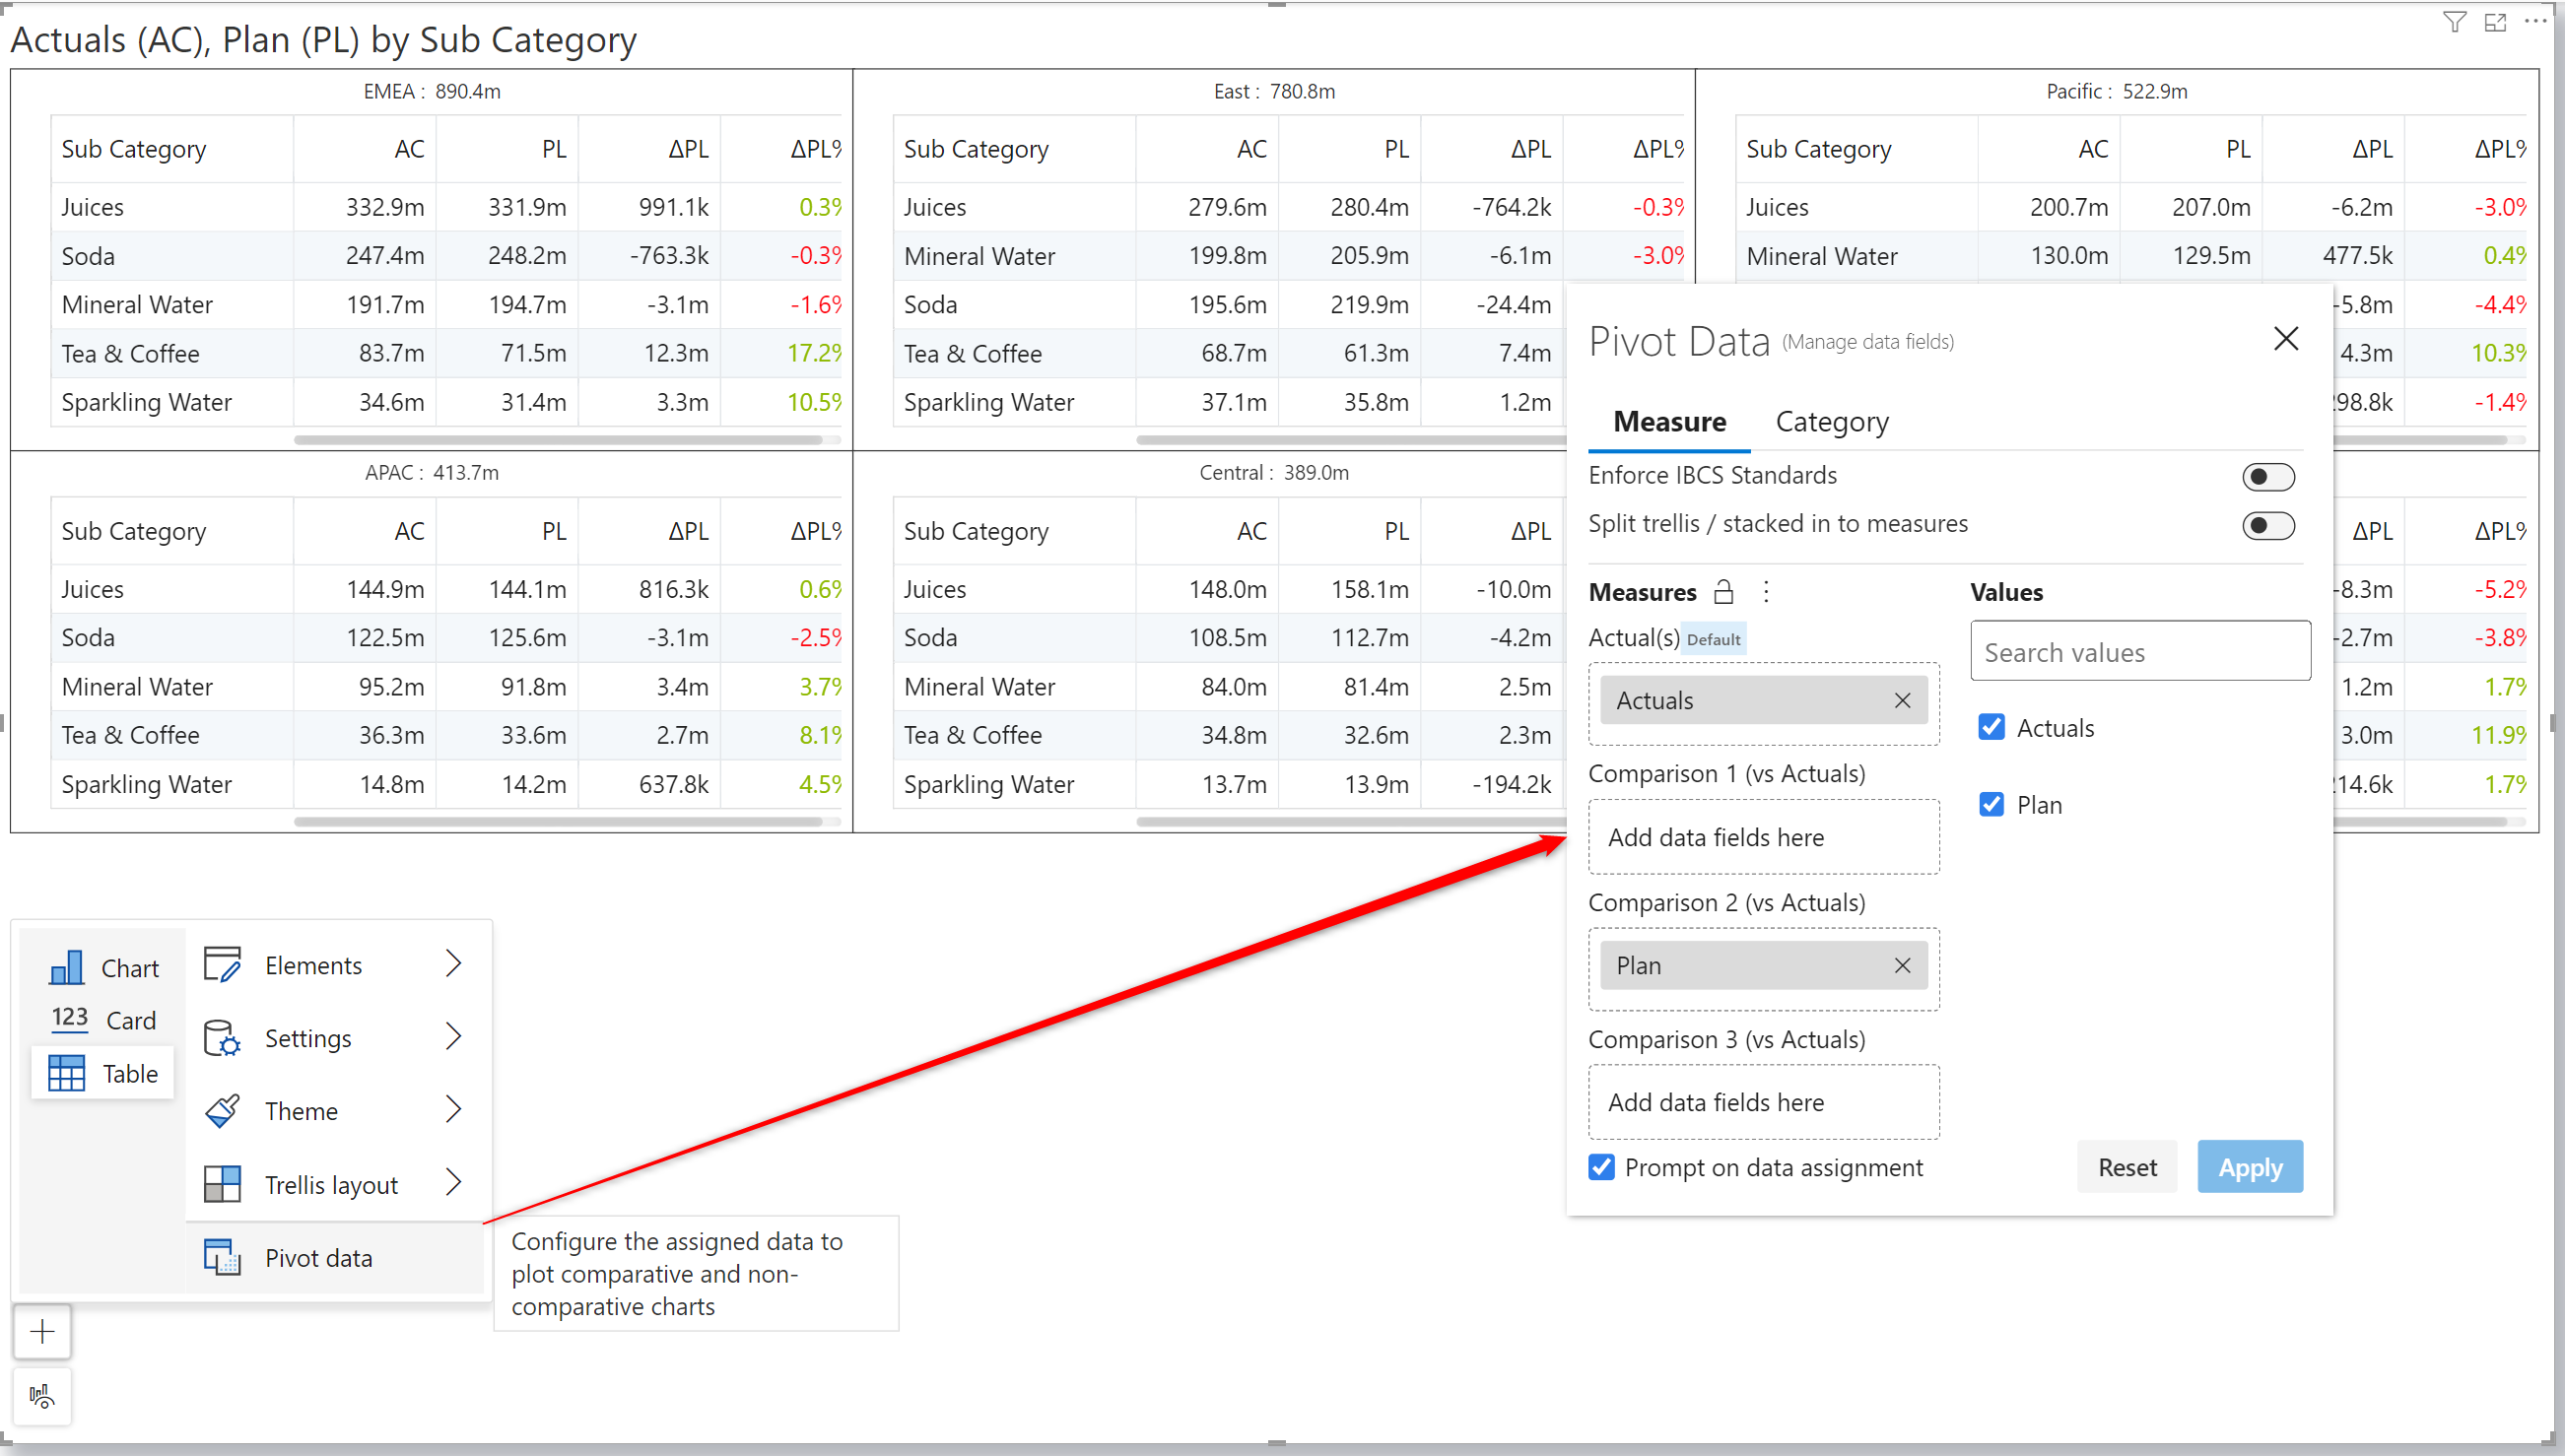 Actuals (AC), Plan (PL) by Sub Category
EMEA : 890.4m
Sub Category AC PL ΔPL ΔPL%
Juices 332.9m 331.9m 991.1k 0.3%
Soda 247.4m 248.2m -763.3k -0.3%
Mineral Water 191.7m 194.7m -3.1m -1.6%
Tea & Coffee 83.7m 71.5m 12.3m 17.2%
Sparkling Water 34.6m 31.4m 3.3m 10.5%
East : 780.8m
Sub Category AC PL ΔPL ΔPL%
Juices 279.6m 280.4m -764.2k -0.3%
Mineral Water 199.8m 205.9m -6.1m -3.0%
Soda 195.6m 219.9m -24.4m
Tea & Coffee 68.7m 61.3m 7.4m
Sparkling Water 37.1m 35.8m 1.2m
Pacific : 522.9m
Sub Category AC PL ΔPL ΔPL%
Juices 200.7m 207.0m -6.2m -3.0%
Mineral Water 130.0m 129.5m 477.5k 0.4%
-5.8m -4.4%
4.3m 10.3%
98.8k -1.4%
APAC : 413.7m
Sub Category AC PL ΔPL ΔPL%
Juices 144.9m 144.1m 816.3k 0.6%
Soda 122.5m 125.6m -3.1m -2.5%
Mineral Water 95.2m 91.8m 3.4m 3.7%
Tea & Coffee 36.3m 33.6m 2.7m 8.1%
Sparkling Water 14.8m 14.2m 637.8k 4.5%
Central : 389.0m
Sub Category AC PL ΔPL
Juices 148.0m 158.1m -10.0m
Soda 108.5m 112.7m -4.2m
Mineral Water 84.0m 81.4m 2.5m
Tea & Coffee 34.8m 32.6m 2.3m
Sparkling Water 13.7m 13.9m -194.2k
ΔPL ΔPL%
-8.3m -5.2%
-2.7m -3.8%
1.2m 1.7%
3.0m 11.9%
14.6k 1.7%
Pivot Data (Manage data fields)
Measure Category
Enforce IBCS Standards
Split trellis / stacked in to measures
Measures
Actual(s) Default
Actuals
Comparison 1 (vs Actuals)
Add data fields here
Comparison 2 (vs Actuals)
Plan
Comparison 3 (vs Actuals)
Add data fields here
Prompt on data assignment
Values
Search values
Actuals
Plan
Reset Apply
Chart
123 Card
Table
Elements
Settings
Theme
Trellis layout
Pivot data
Configure the assigned data to
plot comparative and non-
comparative charts